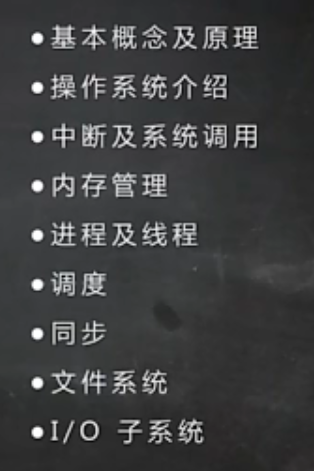 ●基本概念及原理
●操作系统介绍
●中断及系统调用
●内存管理
●进程及线程
●调度
●同步
●文件系统
●I/O 子系统